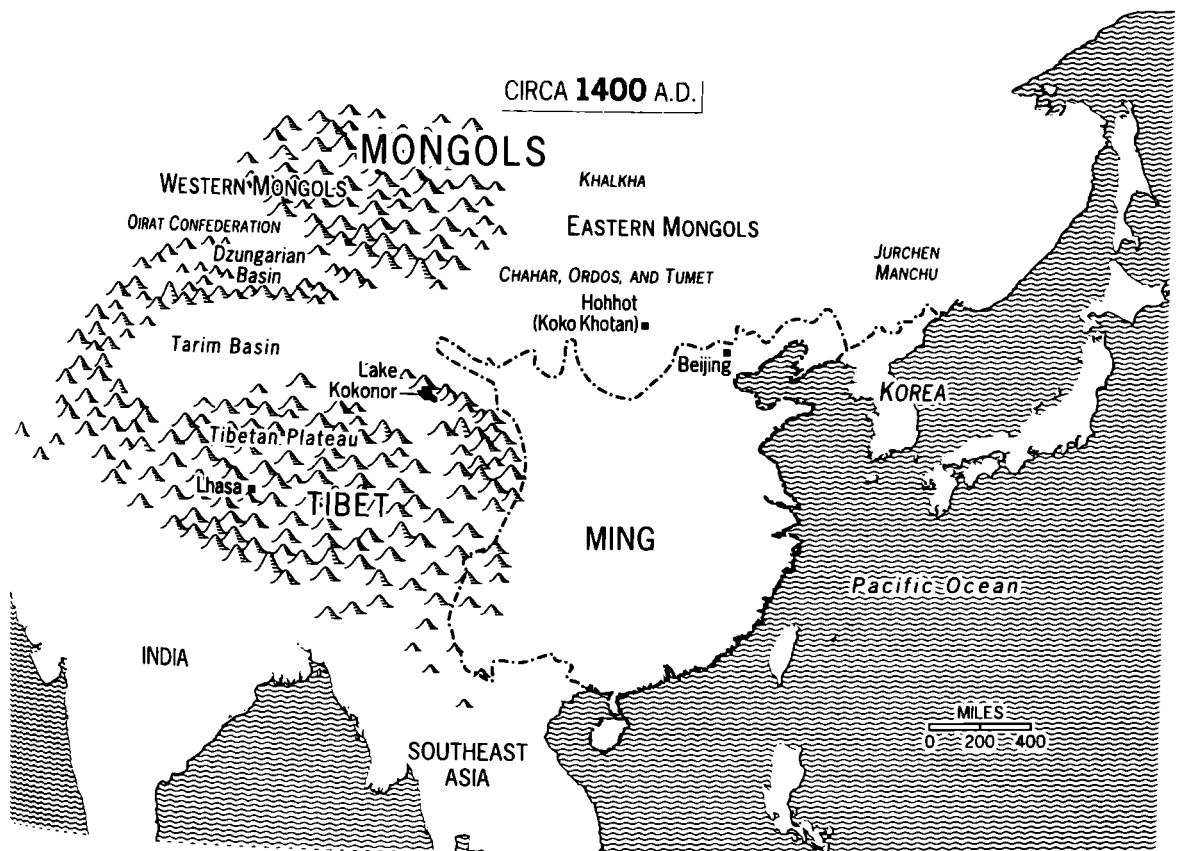 CIRCA 1400 A.D.
MONGOLS
WESTERN MONGOLS
KHALKHA
OIRAT CONFEDERATION
EASTERN MONGOLS
Dzungarian
Basin
JURCHEN
MANCHU
CHAHAR, ORDOS, AND TUMET
Hohhot
(Koko Khotan)
Tarim Basin
Beijing
Lake
Kokonor
KOREA
Tibetan Plateau
Lhasa
TIBET
MING
Pacific Ocean
INDIA
MILES
0 200 400
SOUTHEAST
ASIA